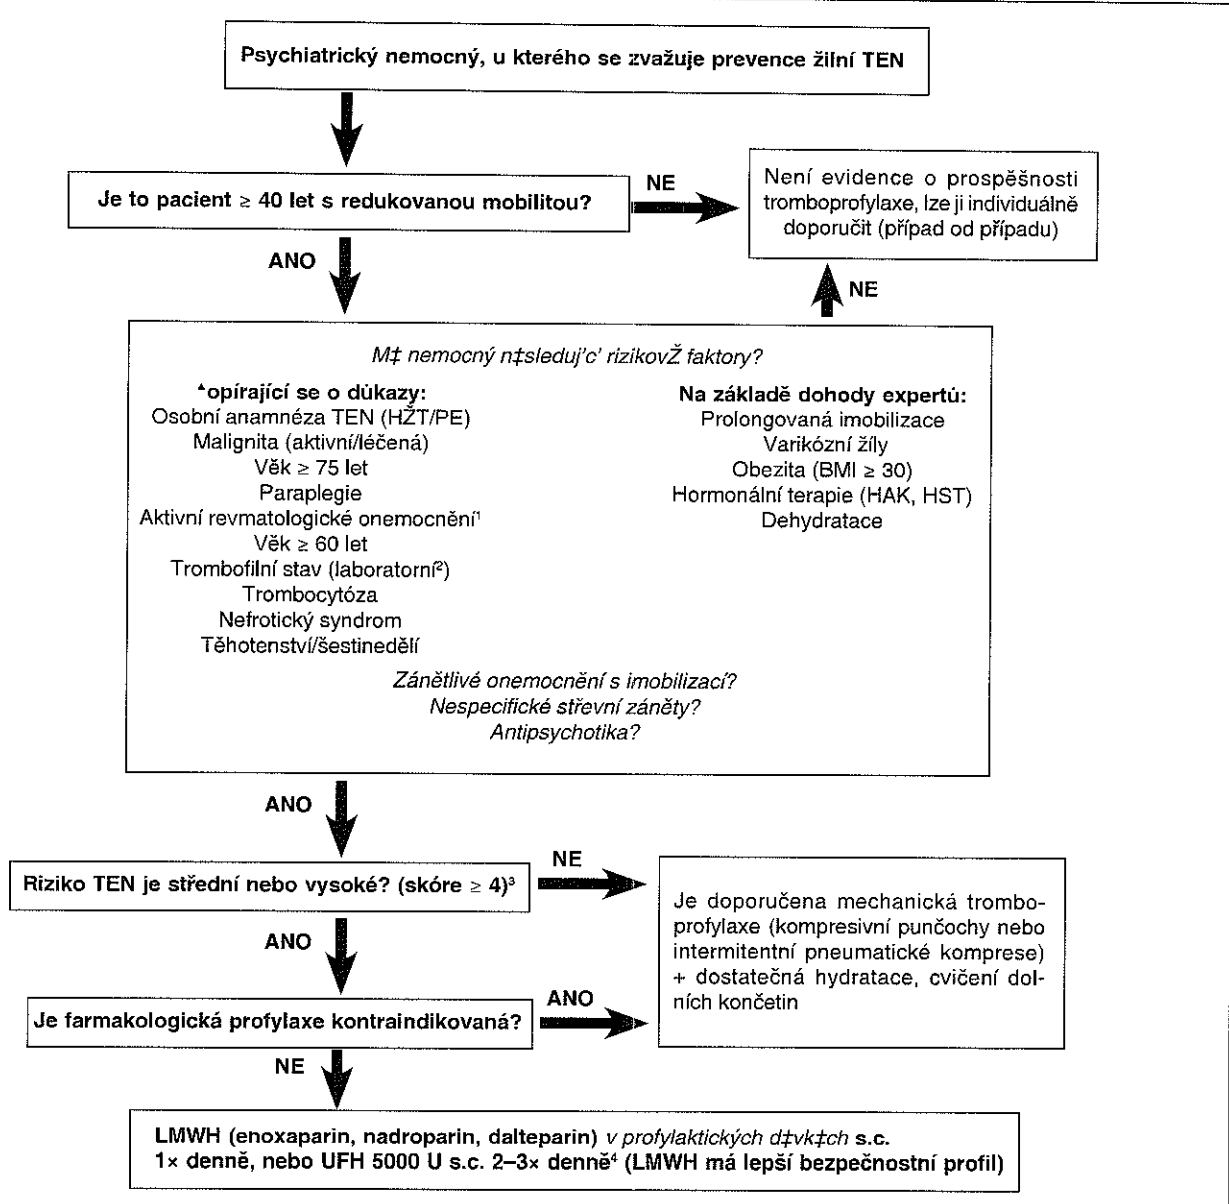 Psychiatrický nemocný, u kterého se zvažuje prevence žilní TEN
Je to pacient ≥ 40 let s redukovanou mobilitou?
NE
Není evidence o prospěšnosti
tromboprofylaxe, lze ji individuálně
doporučit (případ od případu)
ANO
NE
M‡ nemocný n‡sleduj'c' rizikovŽ faktory?
▲opírající se o důkazy:
Osobní anamnéza TEN (HŽT/PE)
Malignita (aktivní/léčená)
Věk ≥ 75 let
Paraplegie
Aktivní revmatologické onemocnění¹
Věk ≥ 60 let
Trombofilní stav (laboratorní²)
Trombocytóza
Nefrotický syndrom
Těhotenství/šestinedělí
Na základě dohody expertů:
Prolongovaná imobilizace
Varikózní žíly
Obezita (BMI ≥ 30)
Hormonální terapie (HAK, HST)
Dehydratace
Zánětlivé onemocnění s imobilizací?
Nespecifické střevní záněty?
Antipsychotika?
ANO
Riziko TEN je střední nebo vysoké? (skóre ≥ 4)³
NE
Je doporučena mechanická trombo-
profylaxe (kompresivní punčochy nebo
intermitentní pneumatické komprese)
+ dostatečná hydratace, cvičení dol-
ních končetin
ANO
Je farmakologická profylaxe kontraindikovaná?
ANO
NE
LMWH (enoxaparin, nadroparin, dalteparin) v profylaktických d‡vk‡ch s.c.
1× denně, nebo UFH 5000 U s.c. 2–3× denně⁴ (LMWH má lepší bezpečnostní profil)